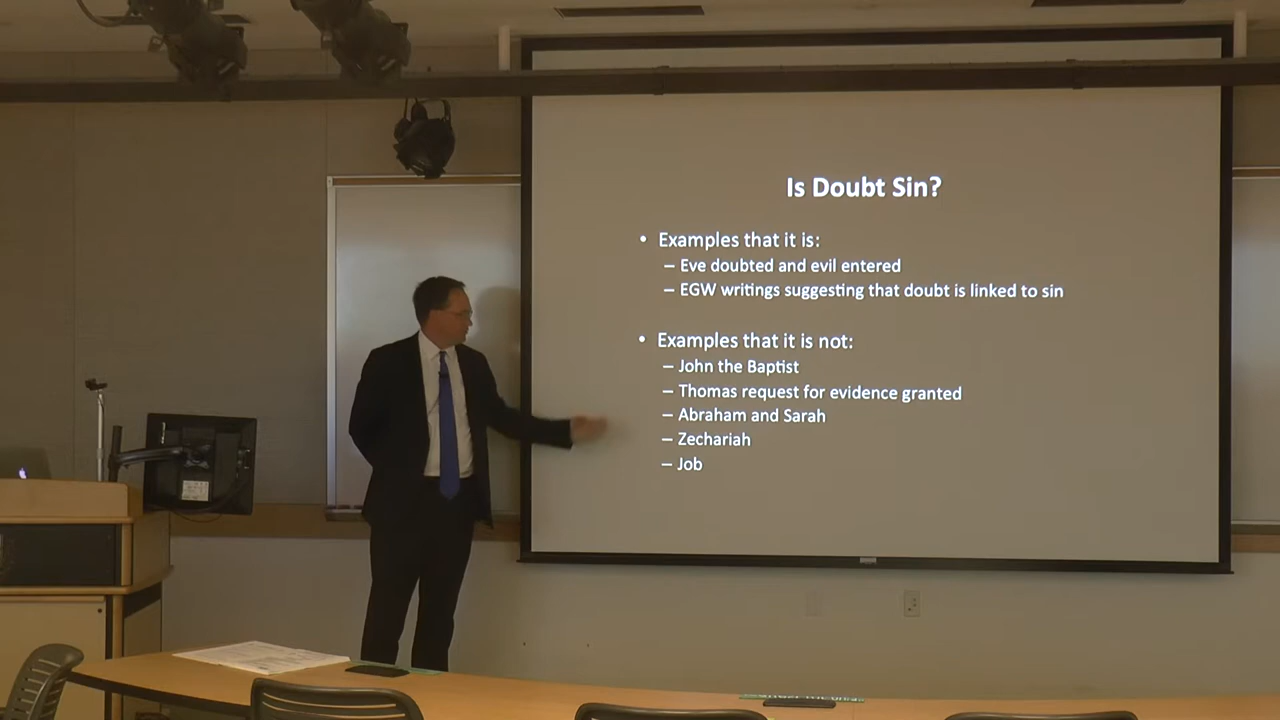 Is Doubt Sin?
• Examples that it is:
– Eve doubted and evil entered
– EGW writings suggesting that doubt is linked to sin
• Examples that it is not:
– John the Baptist
– Thomas request for evidence granted
– Abraham and Sarah
– Zechariah
– Job